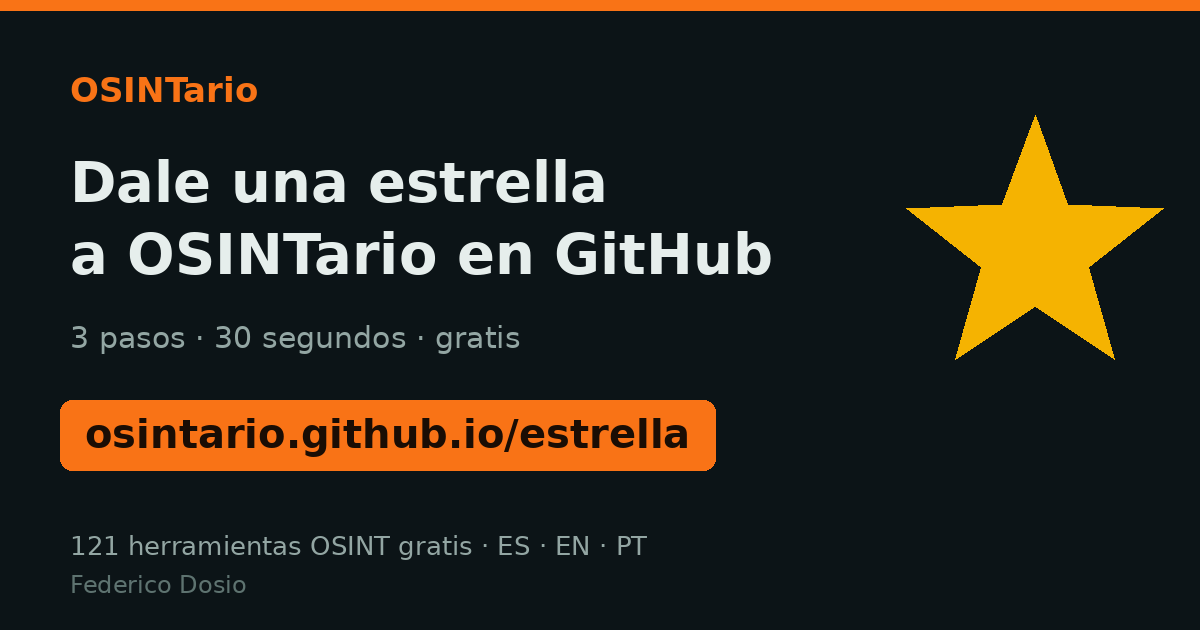 OSINTario
Dale una estrella
a OSINTario en GitHub
3 pasos · 30 segundos · gratis
osintario.github.io/estrella
121 herramientas OSINT gratis · ES · EN · PT
Federico Dosio